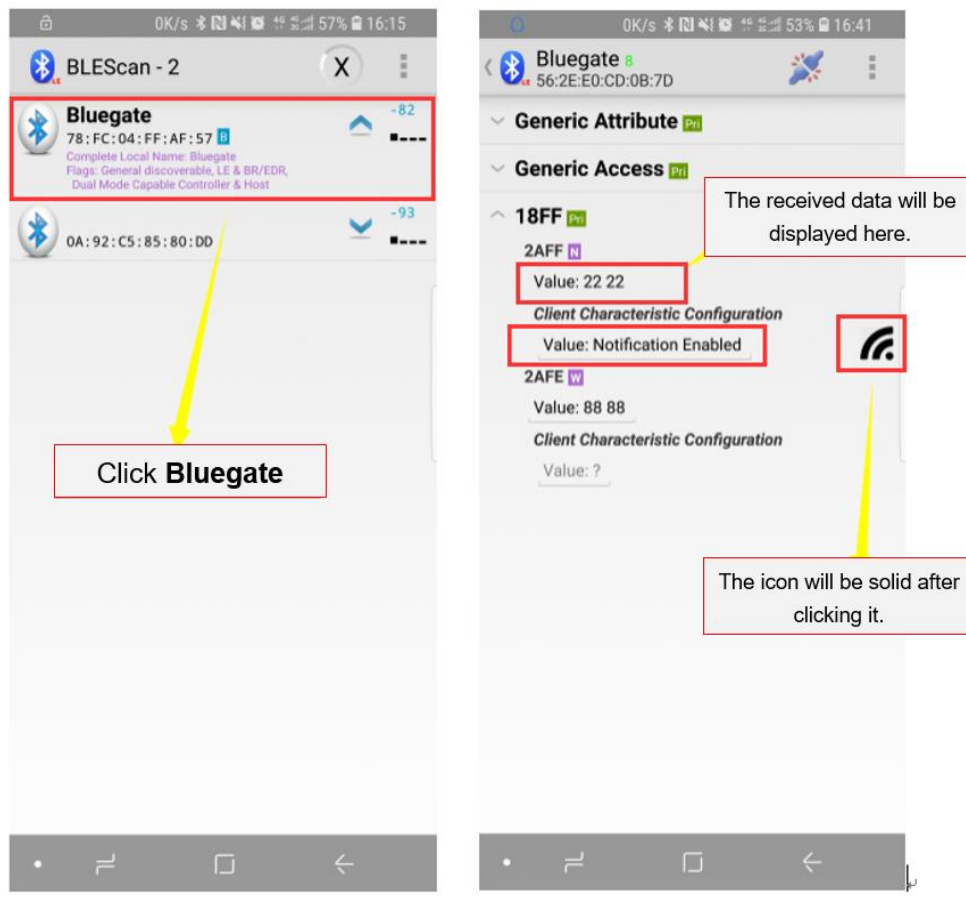 0K/s 57% 16:15
BLEScan - 2
X
Bluegate
-82
78:FC:04:FF:AF:57 B
Complete Local Name: Bluegate
Flags: General discoverable, LE & BR/EDR,
Dual Mode Capable Controller & Host
-93
0A:92:C5:85:80:DD
Click Bluegate
0K/s 53% 16:41
Bluegate 8
56:2E:E0:CD:0B:7D
Generic Attribute Pri
Generic Access Pri
The received data will be
displayed here.
18FF Pri
2AFF N
Value: 22 22
Client Characteristic Configuration
Value: Notification Enabled
2AFE W
Value: 88 88
Client Characteristic Configuration
Value: ?
The icon will be solid after
clicking it.